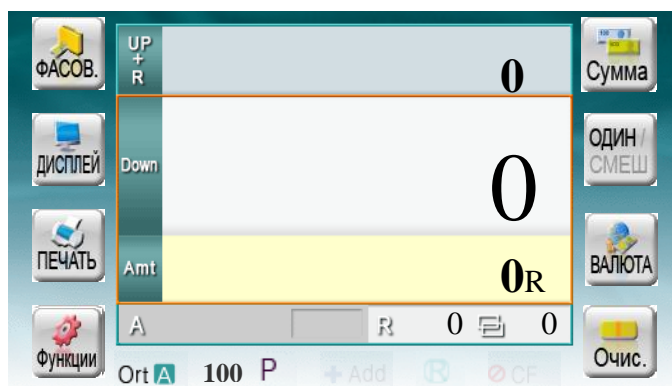 ФАСОВ.
UP
+
R
0
Сумма
ДИСПЛЕЙ
Down
0
ОДИН /
СМЕШ
ПЕЧАТЬ
Amt
0R
ВАЛЮТА
Функции
A R 0 0
Очис.
Ort A 100 P + Add R CF